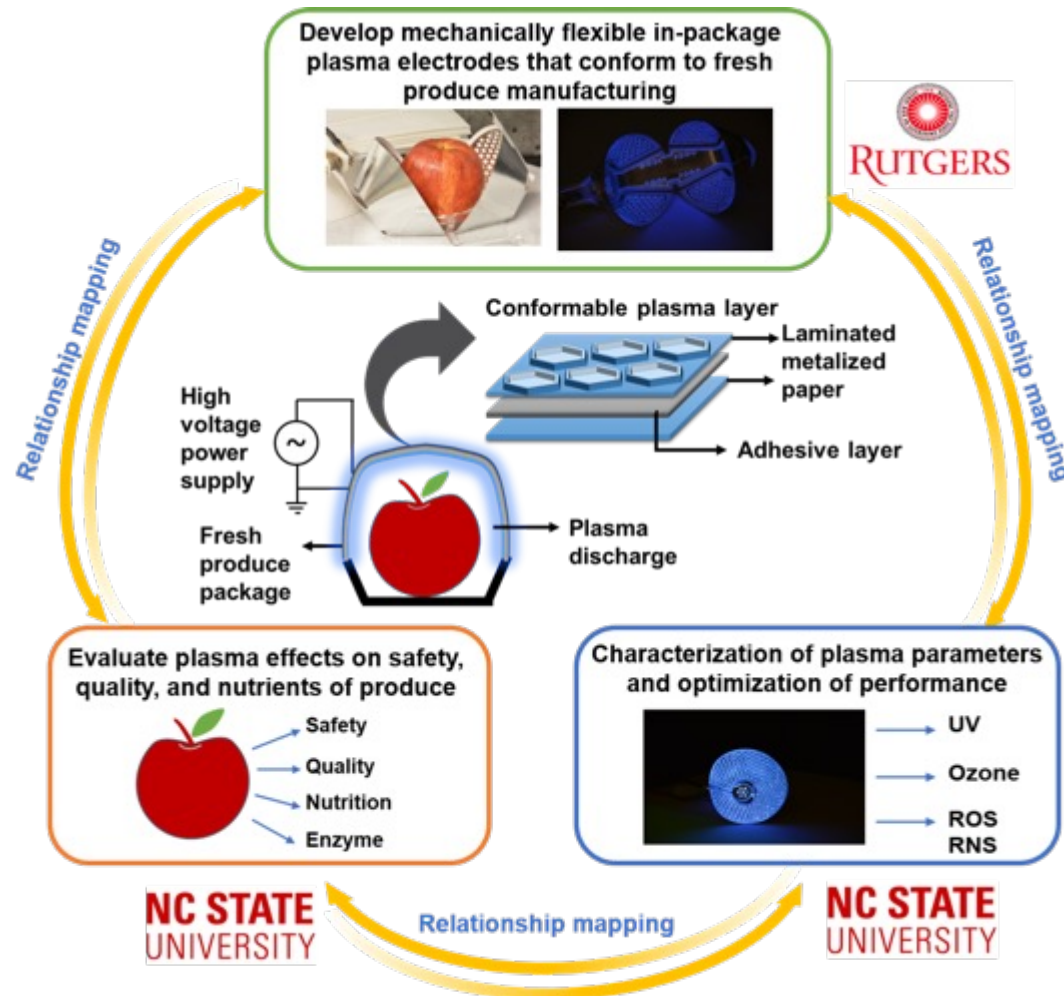 Develop mechanically flexible in-package
plasma electrodes that conform to fresh
produce manufacturing
RUTGERS
Relationship mapping
Relationship mapping
Conformable plasma layer
Laminated
metalized
paper
Adhesive layer
High
voltage
power
supply
~
Fresh
produce
package
Plasma
discharge
Evaluate plasma effects on safety,
quality, and nutrients of produce
Safety
Quality
Nutrition
Enzyme
Characterization of plasma parameters
and optimization of performance
UV
Ozone
ROS
RNS
NC STATE
UNIVERSITY
Relationship mapping
NC STATE
UNIVERSITY